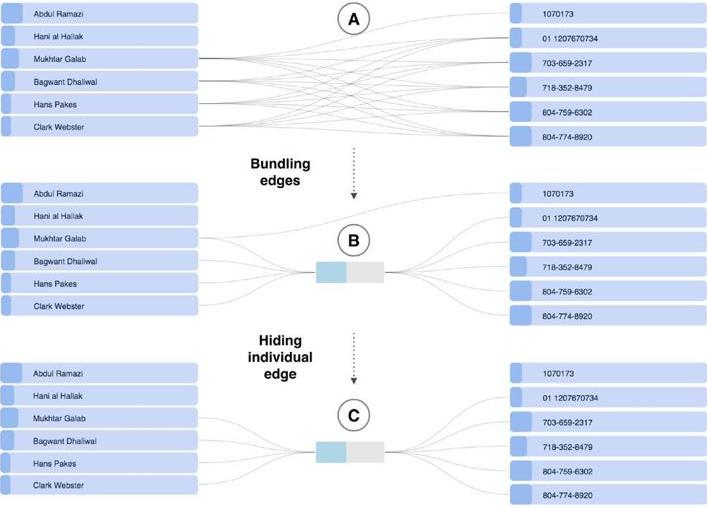 Abdul Ramazi
Hani al Hallak
Mukhtar Galab
Bagwant Dhaliwal
Hans Pakes
Clark Webster
A
1070173
01 1207670734
703-659-2317
718-352-8479
804-759-6302
804-774-8920
Bundling
edges
Abdul Ramazi
Hani al Hallak
Mukhtar Galab
Bagwant Dhaliwal
Hans Pakes
Clark Webster
B
1070173
01 1207670734
703-659-2317
718-352-8479
804-759-6302
804-774-8920
Hiding
individual
edge
Abdul Ramazi
Hani al Hallak
Mukhtar Galab
Bagwant Dhaliwal
Hans Pakes
Clark Webster
C
1070173
01 1207670734
703-659-2317
718-352-8479
804-759-6302
804-774-8920